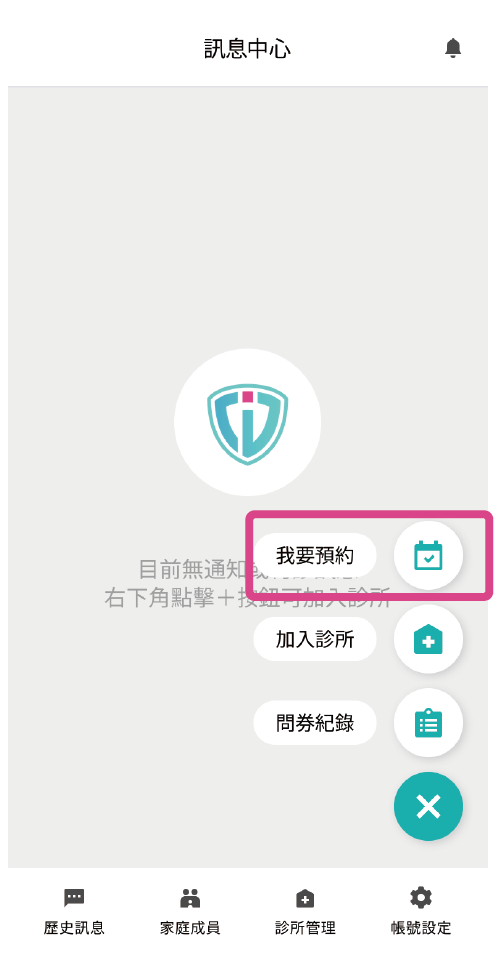 訊息中心
我要預約
目前無通知
右下角點擊＋按鈕可加入診所
加入診所
問券紀錄
歷史訊息
家庭成員
診所管理
帳號設定